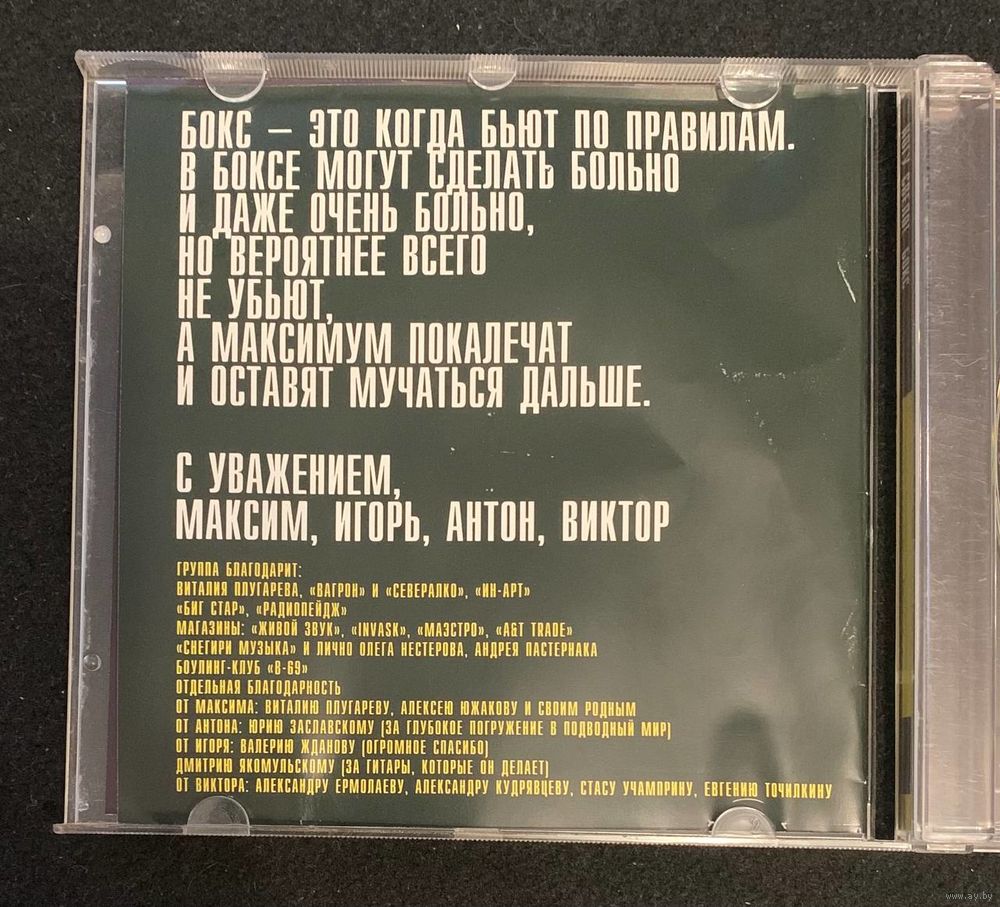 БОКС – ЭТО КОГДА БЬЮТ ПО ПРАВИЛАМ.
В БОКСЕ МОГУТ СДЕЛАТЬ БОЛЬНО
И ДАЖЕ ОЧЕНЬ БОЛЬНО,
НО ВЕРОЯТНЕЕ ВСЕГО
НЕ УБЬЮТ,
А МАКСИМУМ ПОКАЛЕЧАТ
И ОСТАВЯТ МУЧАТЬСЯ ДАЛЬШЕ.
С УВАЖЕНИЕМ,
МАКСИМ, ИГОРЬ, АНТОН, ВИКТОР
ГРУППА БЛАГОДАРИТ:
ВИТАЛИЯ ПЛУГАРЕВА, «ВАГРОН» И «СЕВЕРАЛКО», «ИН-АРТ»
«БИГ СТАР», «РАДИОПЕЙДЖ»
МАГАЗИНЫ: «ЖИВОЙ ЗВУК», «INVASK», «МАЭСТРО», «A&T TRADE»
«СНЕГИРИ МУЗЫКА» И ЛИЧНО ОЛЕГА НЕСТЕРОВА, АНДРЕЯ ПАСТЕРНАКА
БОУЛИНГ-КЛУБ «В-69»
ОТДЕЛЬНАЯ БЛАГОДАРНОСТЬ
ОТ МАКСИМА: ВИТАЛИЮ ПЛУГАРЕВУ, АЛЕКСЕЮ ЮЖАКОВУ И СВОИМ РОДНЫМ
ОТ АНТОНА: ЮРИЮ ЗАСЛАВСКОМУ (ЗА ГЛУБОКОЕ ПОГРУЖЕНИЕ В ПОДВОДНЫЙ МИР)
ОТ ИГОРЯ: ВАЛЕРИЮ ЖДАНОВУ (ОГРОМНОЕ СПАСИБО)
ДМИТРИЮ ЯКОМУЛЬСКОМУ (ЗА ГИТАРЫ, КОТОРЫЕ ОН ДЕЛАЕТ)
ОТ ВИКТОРА: АЛЕКСАНДРУ ЕРМОЛАЕВУ, АЛЕКСАНДРУ КУДРЯВЦЕВУ, СТАСУ УЧАМПРИНУ, ЕВГЕНИЮ ТОЧИЛКИНУ
www.ay.by